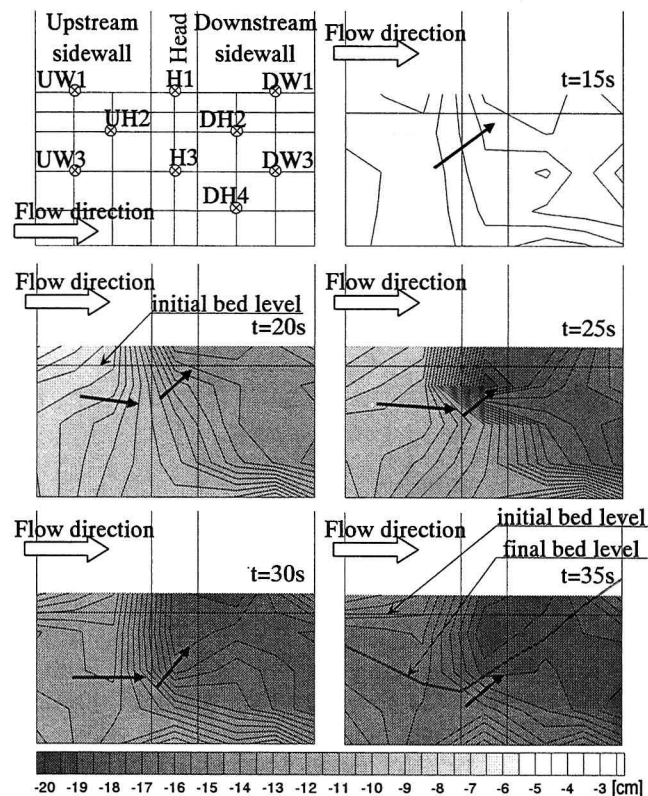 Upstream sidewall
Head
Downstream sidewall
UW1
H1
DW1
UH2
DH2
UW3
H3
DW3
DH4
Flow direction
Flow direction
t=15s
Flow direction
initial bed level
t=20s
Flow direction
t=25s
Flow direction
t=30s
Flow direction
initial bed level
final bed level
t=35s
-20 -19 -18 -17 -16 -15 -14 -13 -12 -11 -10 -9 -8 -7 -6 -5 -4 -3 [cm]